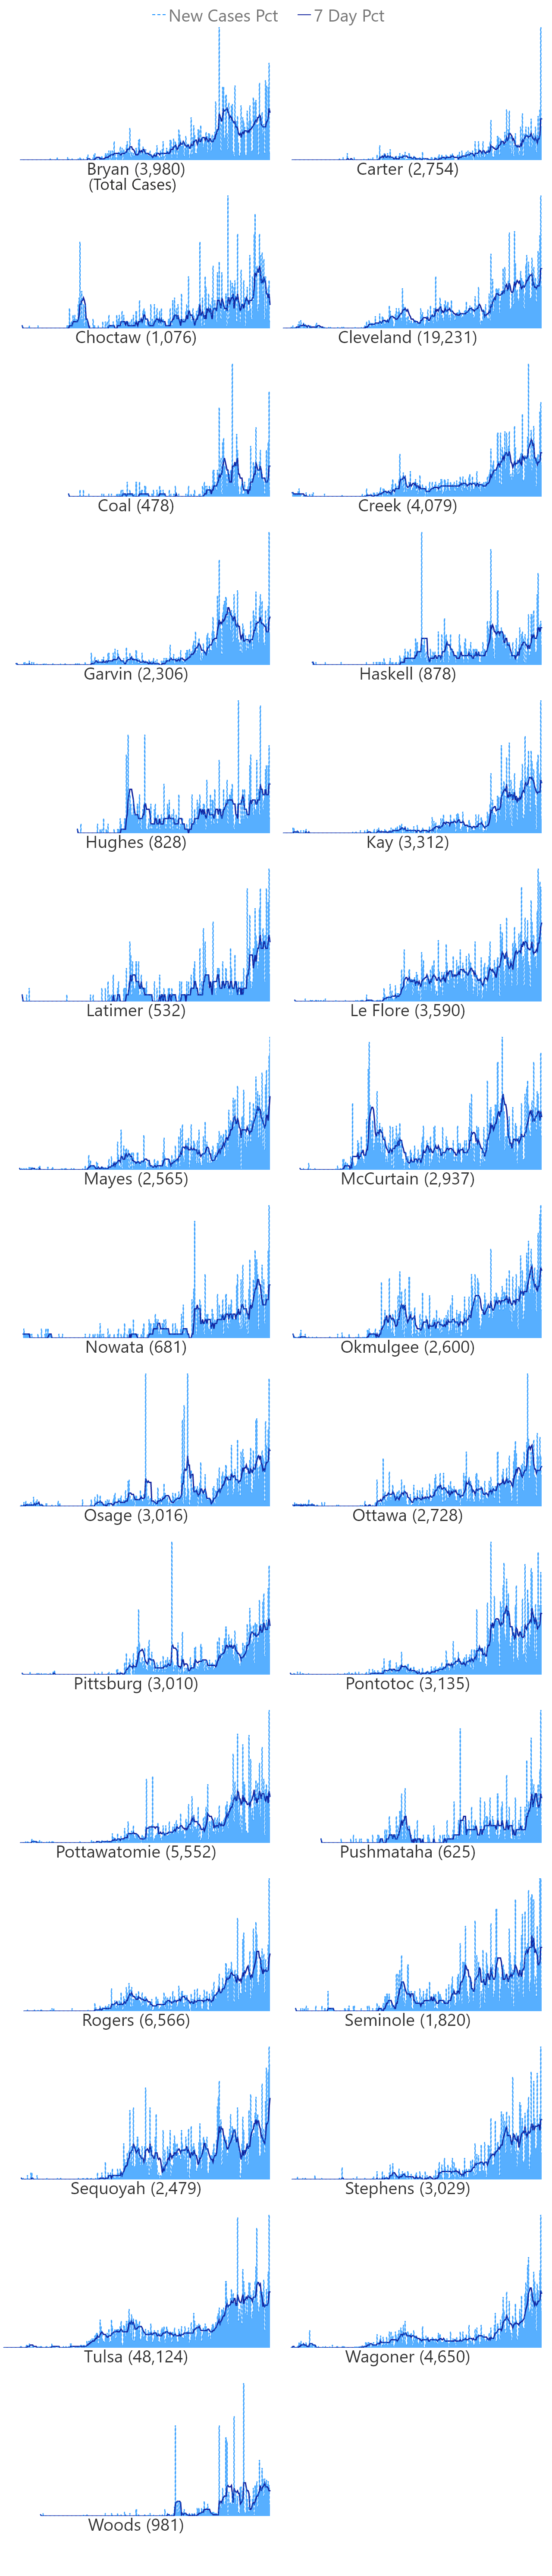 New Cases Pct 7 Day Pct
Bryan (3,980) Carter (2,754)
(Total Cases)
Choctaw (1,076) Cleveland (19,231)
Coal (478) Creek (4,079)
Garvin (2,306) Haskell (878)
Hughes (828) Kay (3,312)
Latimer (532) Le Flore (3,590)
Mayes (2,565) McCurtain (2,937)
Nowata (681) Okmulgee (2,600)
Osage (3,016) Ottawa (2,728)
Pittsburg (3,010) Pontotoc (3,135)
Pottawatomie (5,552) Pushmataha (625)
Rogers (6,566) Seminole (1,820)
Sequoyah (2,479) Stephens (3,029)
Tulsa (48,124) Wagoner (4,650)
Woods (981)